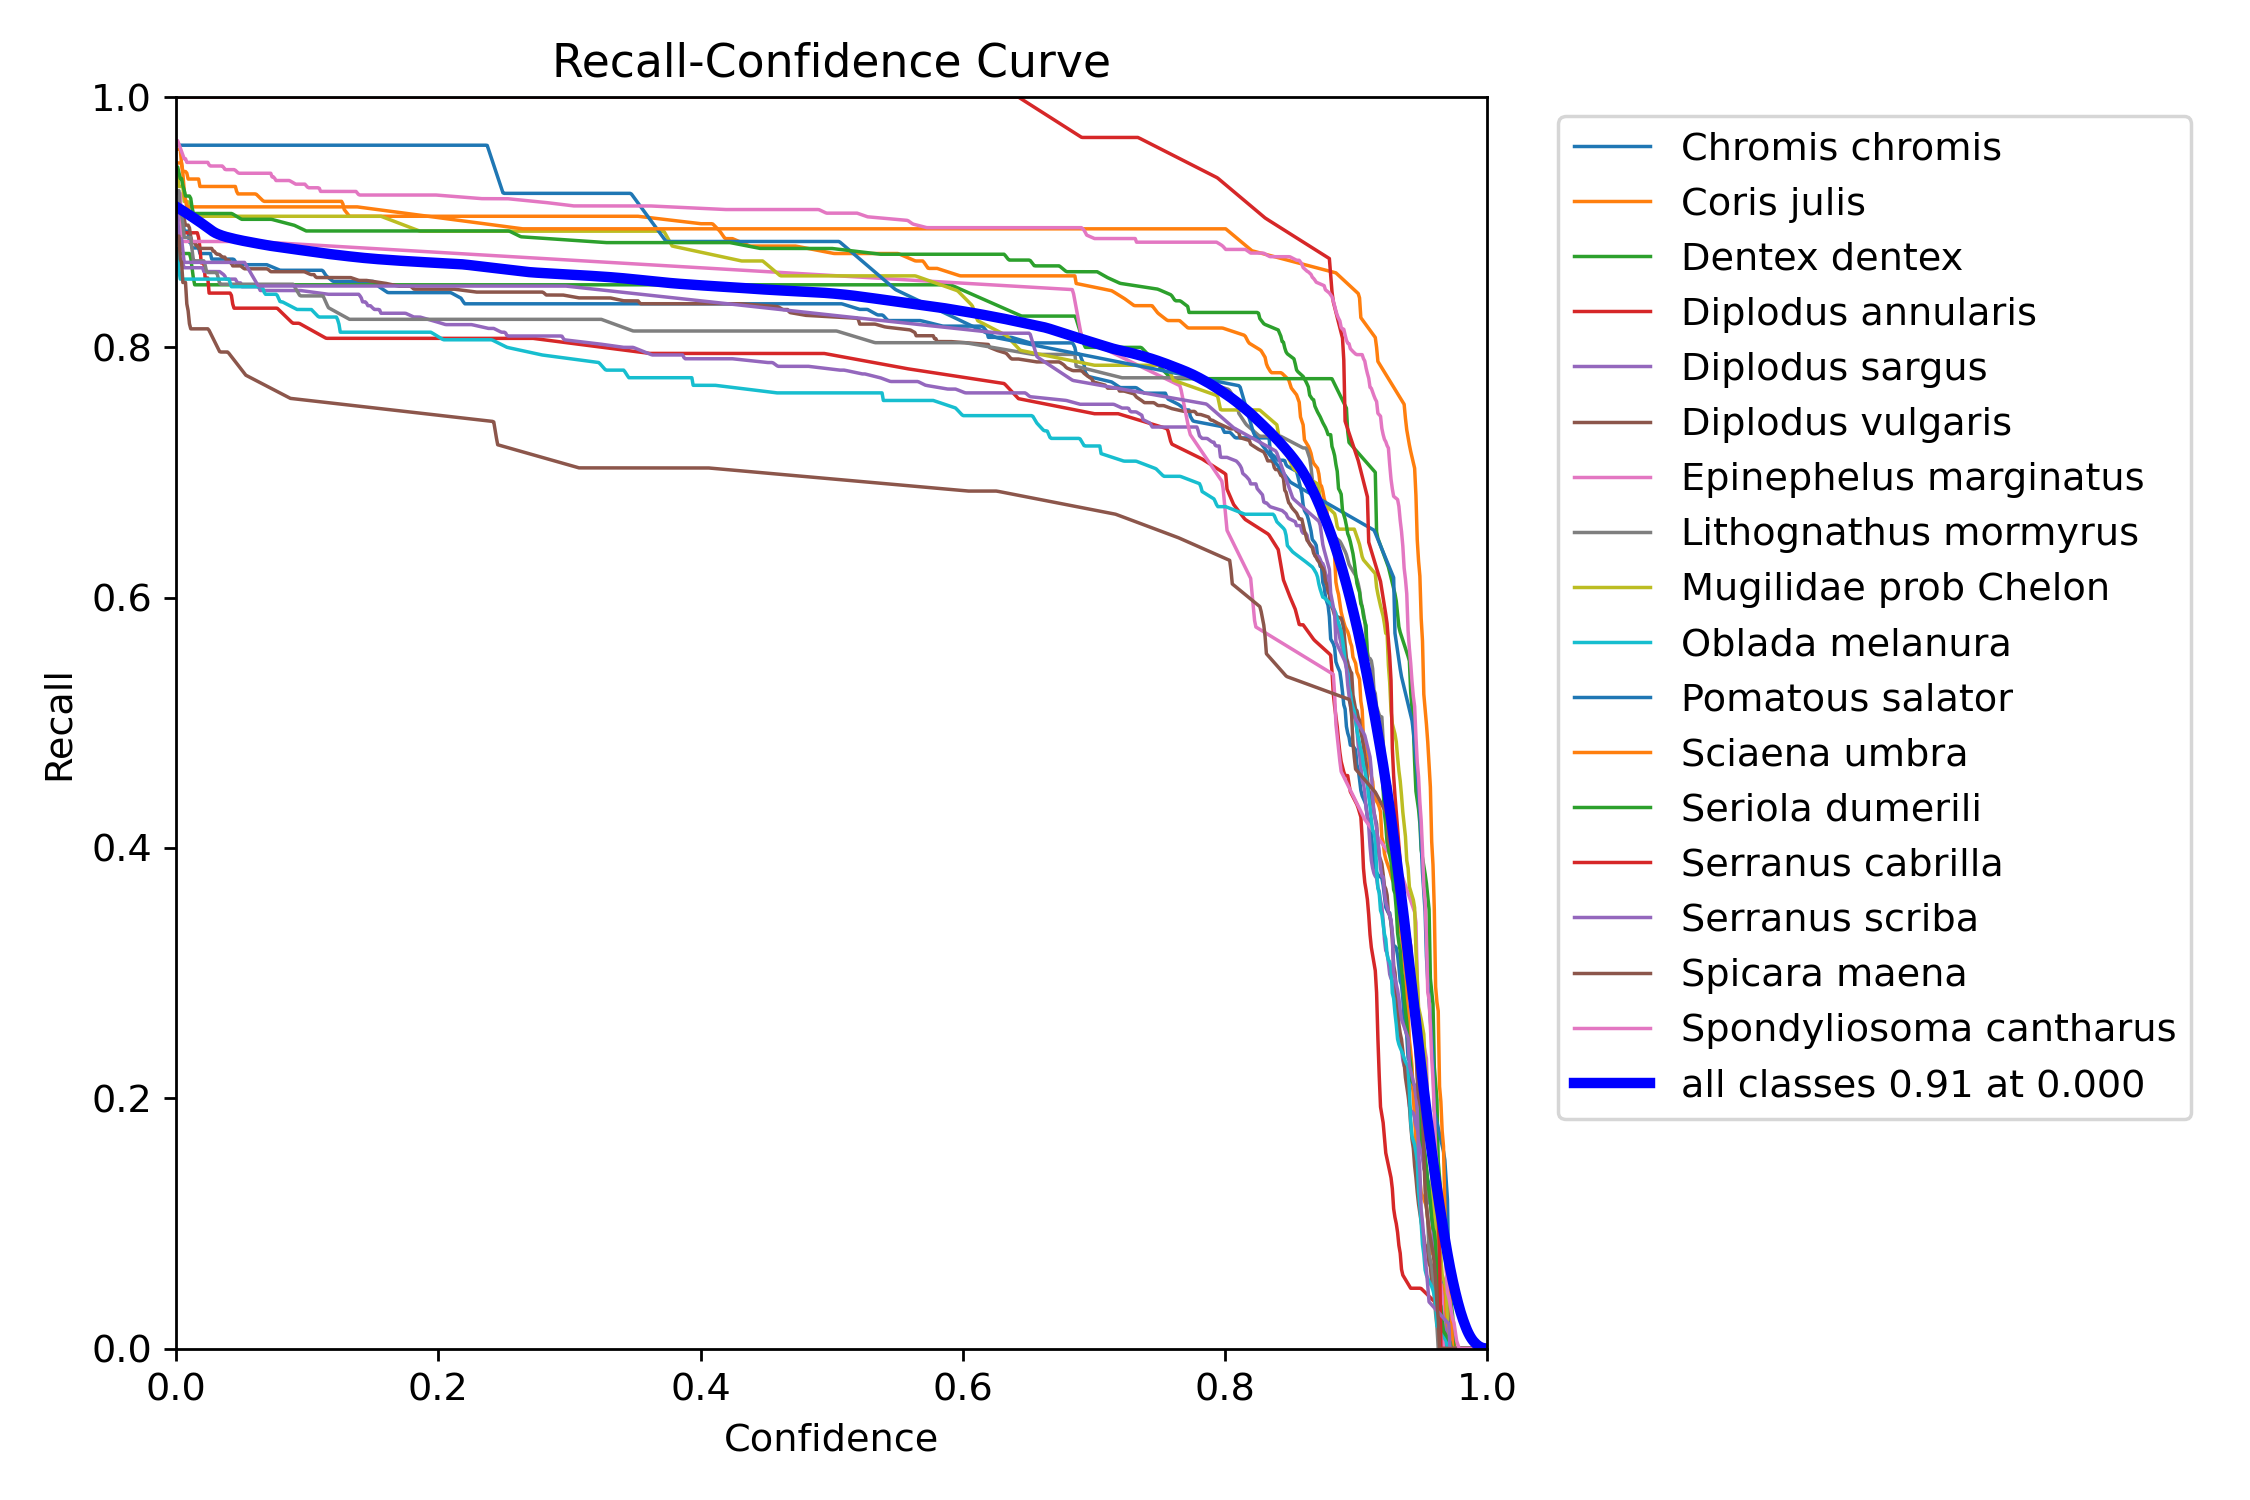 Recall-Confidence Curve
1.0
0.8
0.6
0.4
0.2
0.0
Recall
0.0 0.2 0.4 0.6 0.8 1.0
Confidence
Chromis chromis
Coris julis
Dentex dentex
Diplodus annularis
Diplodus sargus
Diplodus vulgaris
Epinephelus marginatus
Lithognathus mormyrus
Mugilidae prob Chelon
Oblada melanura
Pomatous salator
Sciaena umbra
Seriola dumerili
Serranus cabrilla
Serranus scriba
Spicara maena
Spondyliosoma cantharus
all classes 0.91 at 0.000